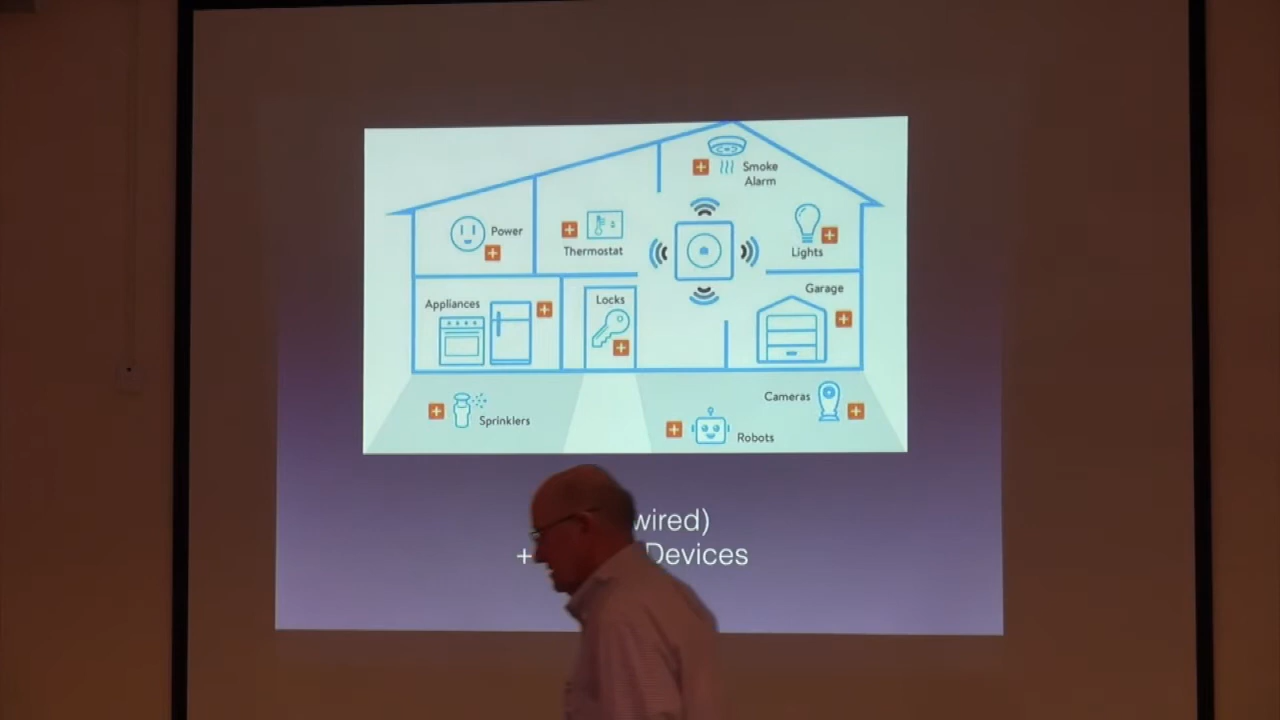 Smoke
Alarm
Power
Thermostat
Lights
Appliances
Locks
Garage
Sprinklers
Cameras
Robots
wired)
+ Devices